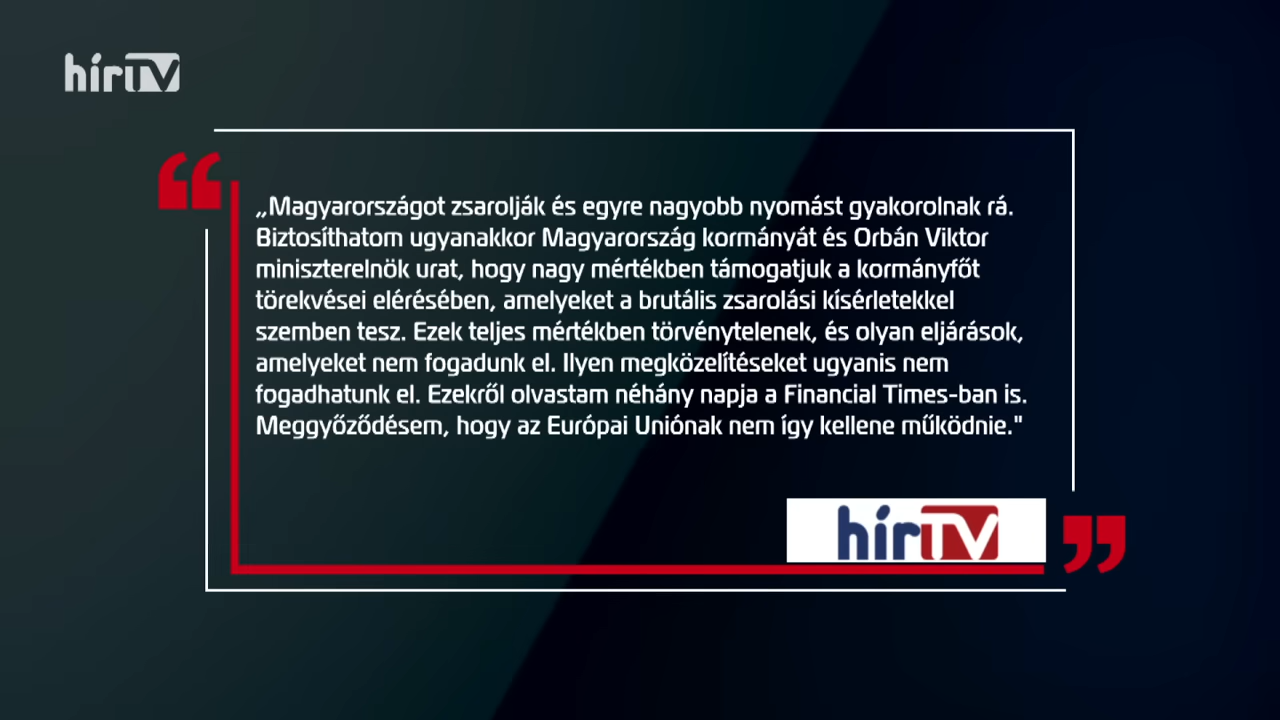 hírTV
„Magyarországot zsarolják és egyre nagyobb nyomást gyakorolnak rá.
Biztosíthatom ugyanakkor Magyarország kormányát és Orbán Viktor
miniszterelnök urat, hogy nagy mértékben támogatjuk a kormányfőt
törekvései elérésében, amelyeket a brutális zsarolási kísérletekkel
szemben tesz. Ezek teljes mértékben törvénytelenek, és olyan eljárások,
amelyeket nem fogadunk el. Ilyen megközelítéseket ugyanis nem
fogadhatunk el. Ezekről olvastam néhány napja a Financial Times-ban is.
Meggyőződésem, hogy az Európai Uniónak nem így kellene működnie."
hírTV